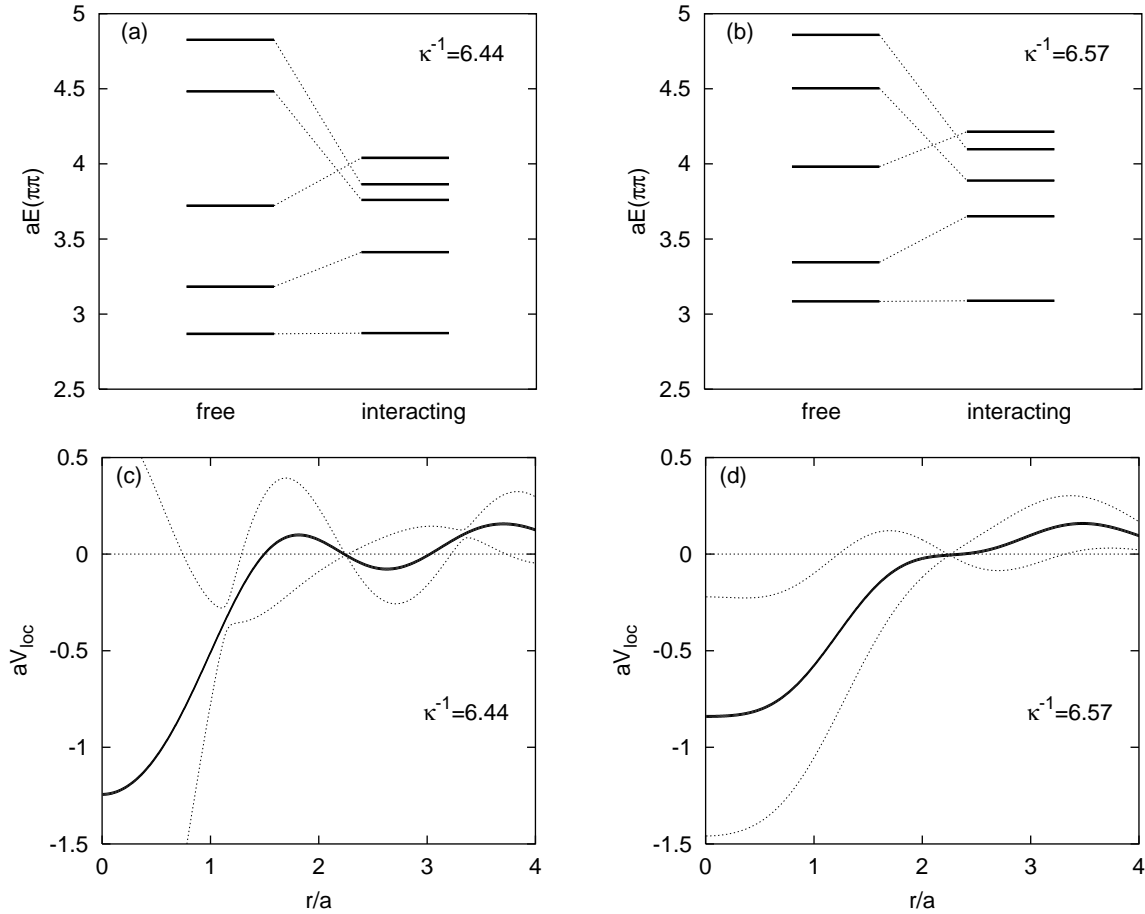 (a)
κ-1=6.44
5
4.5
4
3.5
3
2.5
aE(ππ)
free
interacting
(b)
κ-1=6.57
5
4.5
4
3.5
3
2.5
aE(ππ)
free
interacting
(c)
κ-1=6.44
0.5
0
-0.5
-1
-1.5
aVloc
0
1
2
3
4
r/a
(d)
κ-1=6.57
0.5
0
-0.5
-1
-1.5
aVloc
0
1
2
3
4
r/a